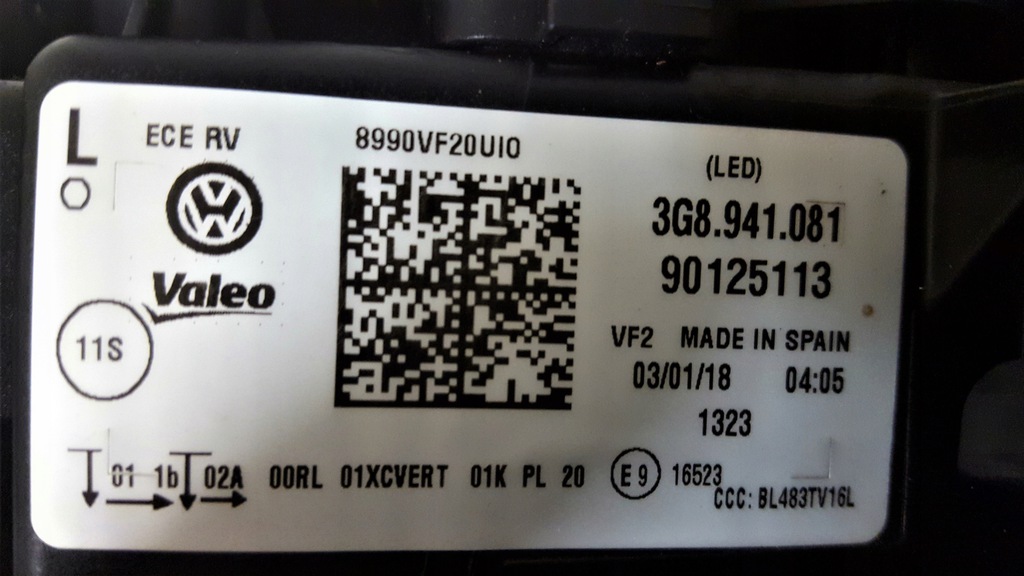 L
ECE RV
8990VF20UI0
(LED)
3G8.941.081
90125113
Valeo
11S
VF2 MADE IN SPAIN
03/01/18 04:05
1323
01 1b 02A 00RL 01XCVERT 01K PL 20 E9 16523
CCC: BL483TV16L